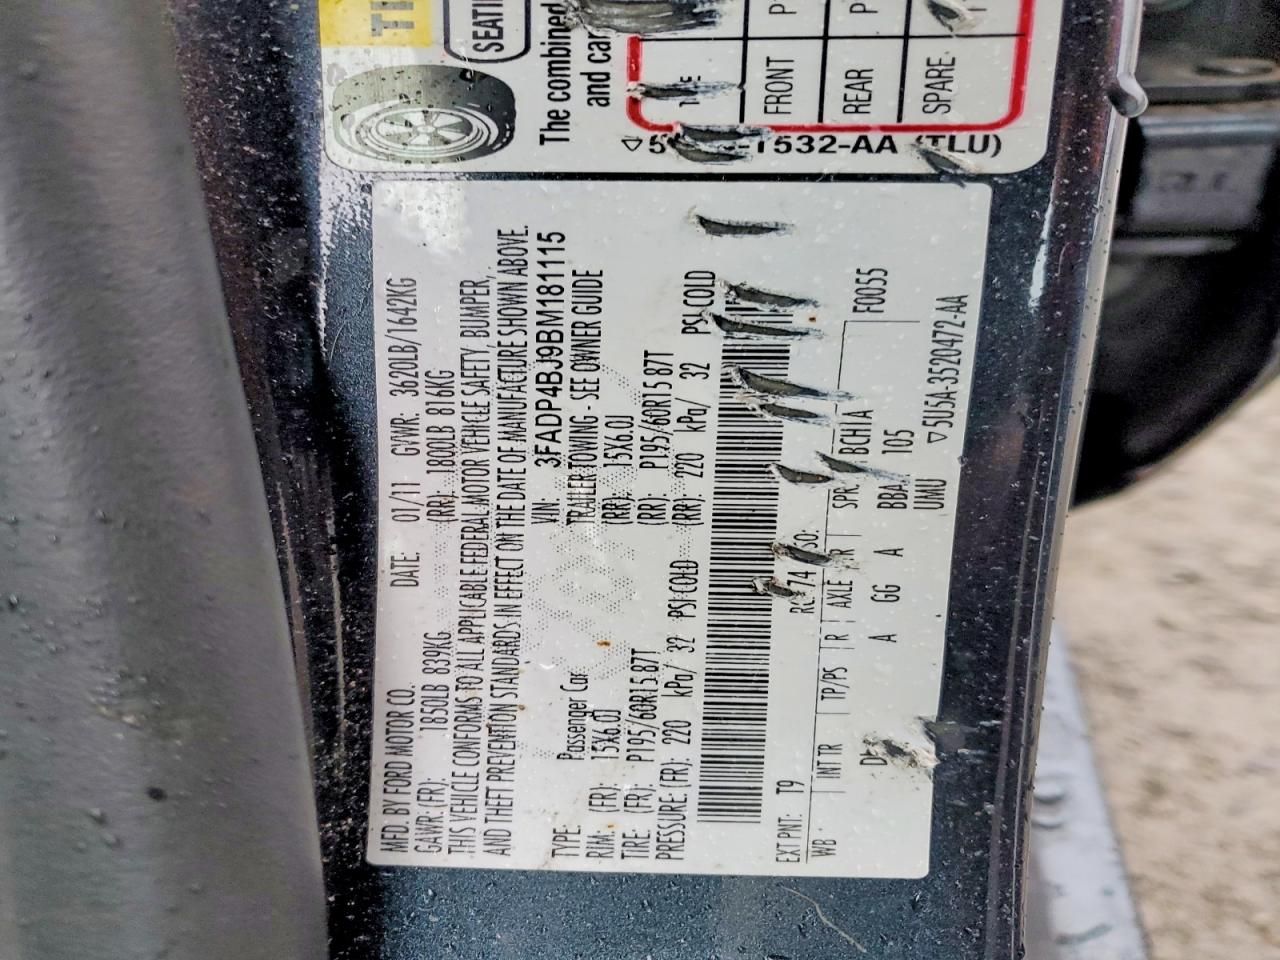 SEATI
The combined
and car
FRONT
REAR
SPARE
1532-AA (TLU)
MFD. BY FORD MOTOR CO.
DATE: 01/11 GVWR: 3620LB/1642KG
GAWR: (FR): 1850LB 839KG (RR): 1800LB 816KG
THIS VEHICLE CONFORMS TO ALL APPLICABLE FEDERAL MOTOR VEHICLE SAFETY, BUMPER,
AND THEFT PREVENTION STANDARDS IN EFFECT ON THE DATE OF MANUFACTURE SHOWN ABOVE.
VIN: 3FADP4BJ9BM181115
TYPE: Passenger Car TRAILER TOWING - SEE OWNER GUIDE
RIM: (FR): 15X6.0J (RR): 15X6.0J
TIRE: (FR): P195/60R15 87T (RR): P195/60R15 87T
PRESSURE (FR): 220 kPa/ 32 PSI COLD (RR): 220 kPa/ 32 PSI COLD
EXT PNT: T9 RC: 74 SO:
WB INT TR TP/PS R AXLE TR SPR BCHIA F0055
A GG A BBA 105
UMU ▽5U5A-3520472-AA